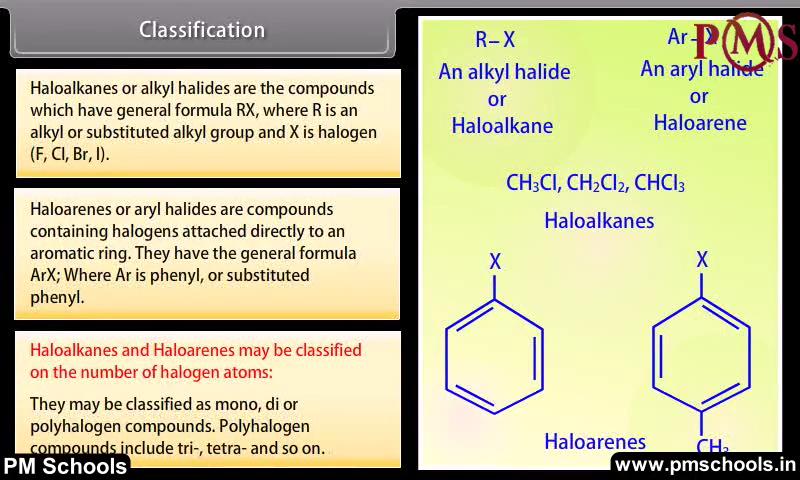 Classification
Haloalkanes or alkyl halides are the compounds
which have general formula RX, where R is an
alkyl or substituted alkyl group and X is halogen
(F, Cl, Br, I).
Haloarenes or aryl halides are compounds
containing halogens attached directly to an
aromatic ring. They have the general formula
ArX; Where Ar is phenyl, or substituted
phenyl.
Haloalkanes and Haloarenes may be classified
on the number of halogen atoms:
They may be classified as mono, di or
polyhalogen compounds. Polyhalogen
compounds include tri-, tetra- and so on.
PM Schools
R – X
An alkyl halide
or
Haloalkane
Ar – X
PMS
An aryl halide
or
Haloarene
CH₃Cl, CH₂Cl₂, CHCl₃
Haloalkanes
X
X
CH₃
Haloarenes
www.pmschools.in